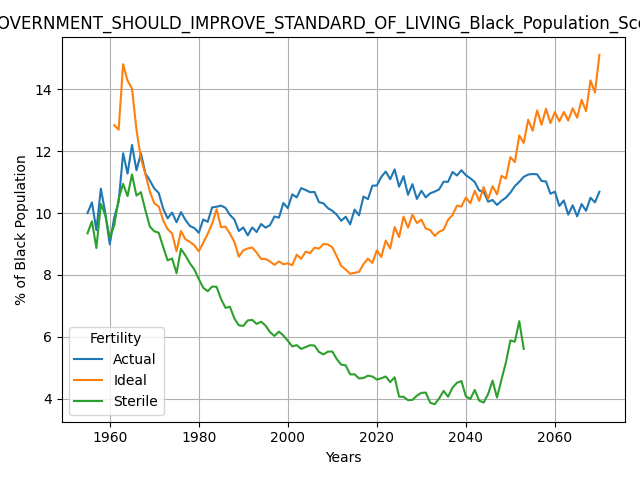 OVERNMENT_SHOULD_IMPROVE_STANDARD_OF_LIVING_Black_Population_Sc
14
12
10
8
6
4
% of Black Population
Fertility
Actual
Ideal
Sterile
1960 1980 2000 2020 2040 2060
Years